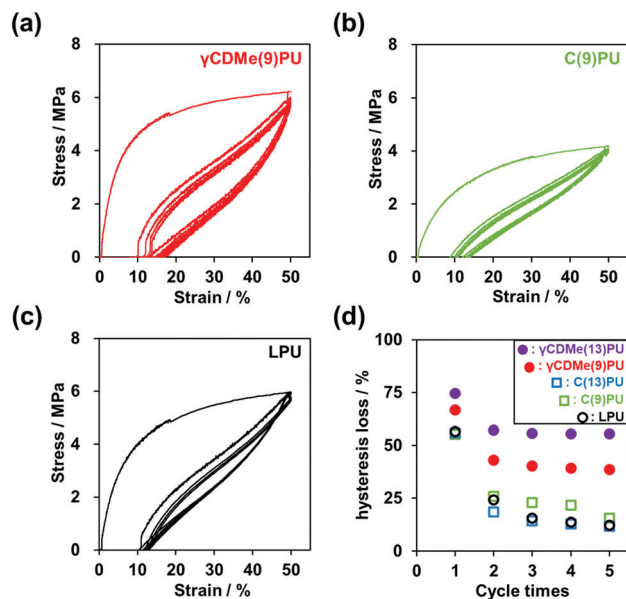 (a)
γCDMe(9)PU
Stress / MPa
8
6
4
2
0
0 10 20 30 40 50
Strain / %
(b)
C(9)PU
Stress / MPa
8
6
4
2
0
0 10 20 30 40 50
Strain / %
(c)
LPU
Stress / MPa
8
6
4
2
0
0 10 20 30 40 50
Strain / %
(d)
: γCDMe(13)PU
: γCDMe(9)PU
: C(13)PU
: C(9)PU
: LPU
hysteresis loss / %
100
75
50
25
0
0 1 2 3 4 5
Cycle times